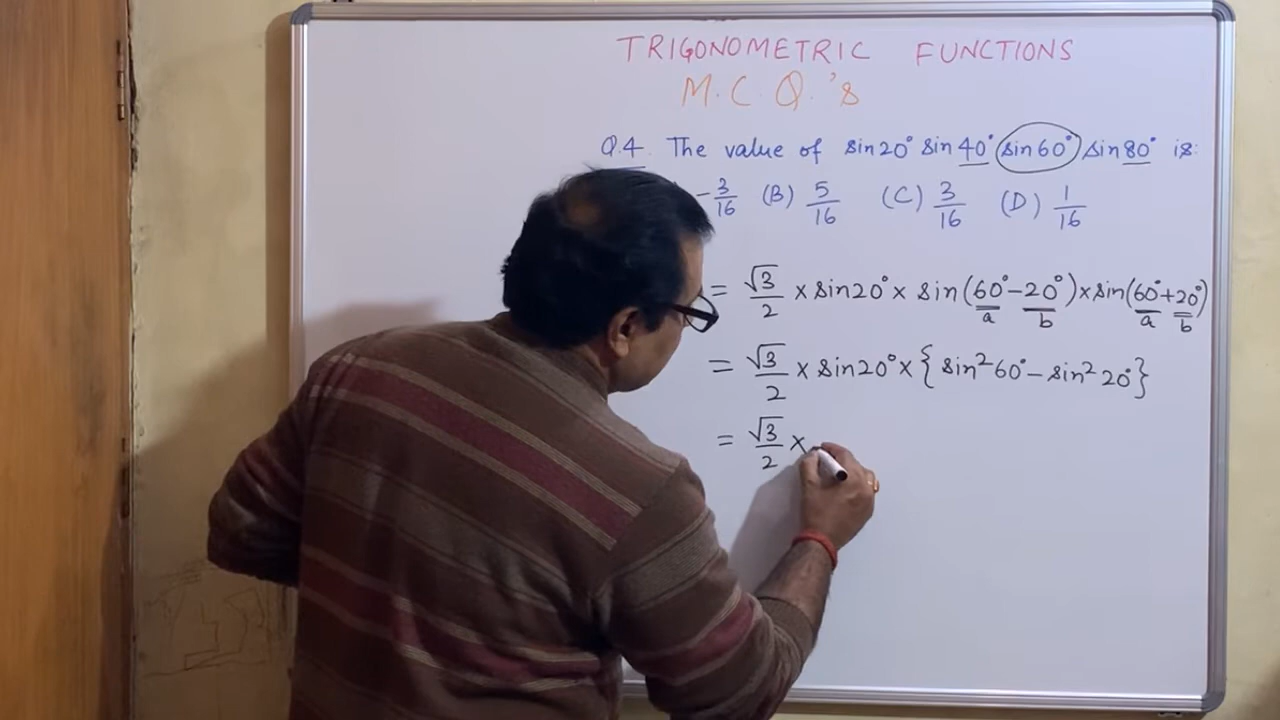 TRIGONOMETRIC FUNCTIONS
M.C.Q.'s
Q.4. The value of sin20° sin40° sin60° sin80° is:
-3/16 (B) 5/16 (C) 3/16 (D) 1/16
= √3/2 × sin20° × sin(60°-20°) × sin(60°+20°)
a b a b
= √3/2 × sin20° × {sin²60° - sin²20°}
= √3/2 ×